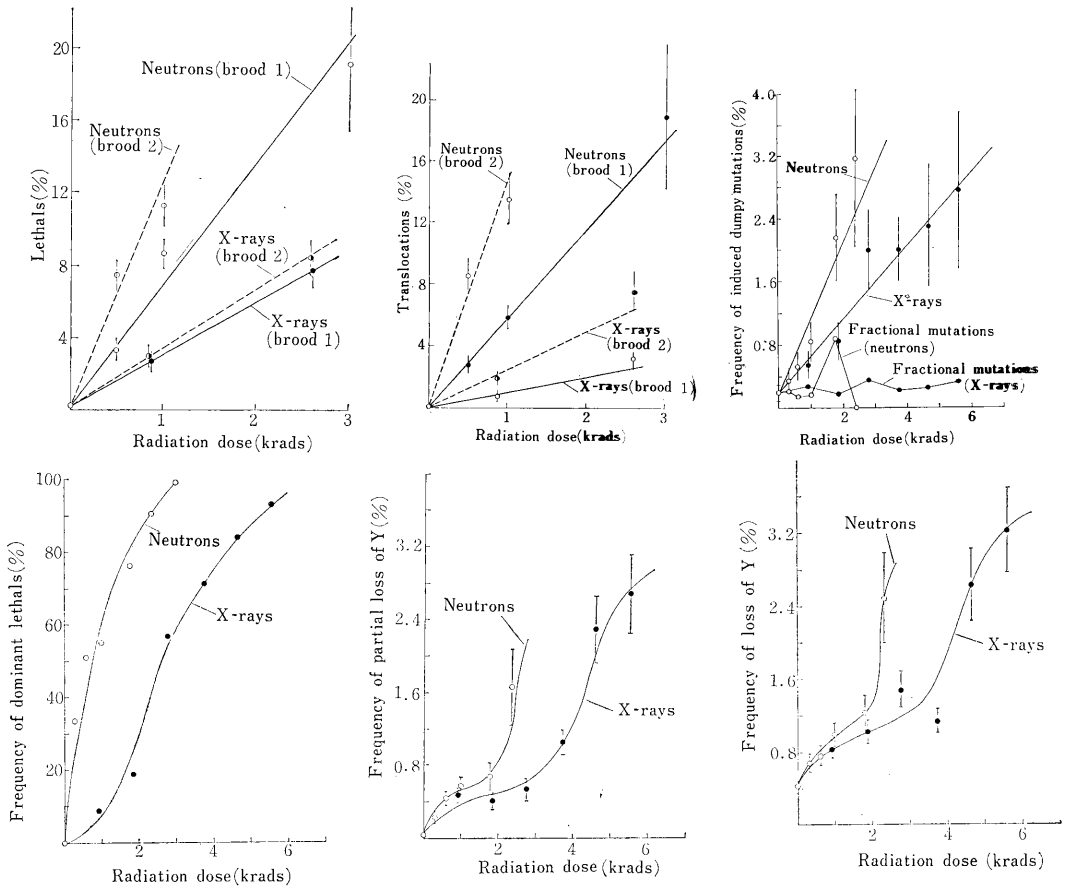 20
16
12
8
4
Lethals(%)
Neutrons(brood 1)
Neutrons
(brood 2)
X-rays
(brood 2)
X-rays
(brood 1)
0
1
2
3
Radiation dose(krads)
20
16
12
8
4
Translocations (%)
Neutrons
(brood 2)
Neutrons
(brood 1)
X-rays
(brood 2)
X-rays(brood 1)
0
1
2
3
Radiation dose(krads)
4.0
3.2
2.4
1.6
0.8
Frequency of induced dumpy mutations(%)
Neutrons
X-rays
Fractional mutations
(neutrons)
Fractional mutations
(X-rays)
0
2
4
6
Radiation dose(krads)
100
80
60
40
20
Frequency of dominant lethals(%)
Neutrons
X-rays
0
2
4
6
Radiation dose(krads)
3.2
2.4
1.6
0.8
Frequency of partial loss of Y(%)
Neutrons
X-rays
0
2
4
6
Radiation dose(krads)
3.2
2.4
1.6
0.8
Frequency of loss of Y (%)
Neutrons
X-rays
2
4
6
Radiation dose (krads)